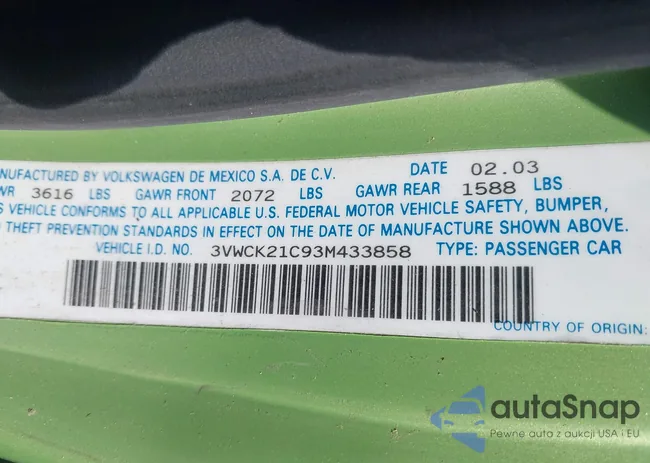 NUFACTURED BY VOLKSWAGEN DE MEXICO S.A. DE C.V. DATE 02.03
WR 3616 LBS GAWR FRONT 2072 LBS GAWR REAR 1588 LBS
S VEHICLE CONFORMS TO ALL APPLICABLE U.S. FEDERAL MOTOR VEHICLE SAFETY, BUMPER,
D THEFT PREVENTION STANDARDS IN EFFECT ON THE DATE OF MANUFACTURE SHOWN ABOVE.
VEHICLE I.D. NO. 3VWCK21C93M433858 TYPE: PASSENGER CAR
COUNTRY OF ORIGIN:
autaSnap
Pewne auta z aukcji USA i EU